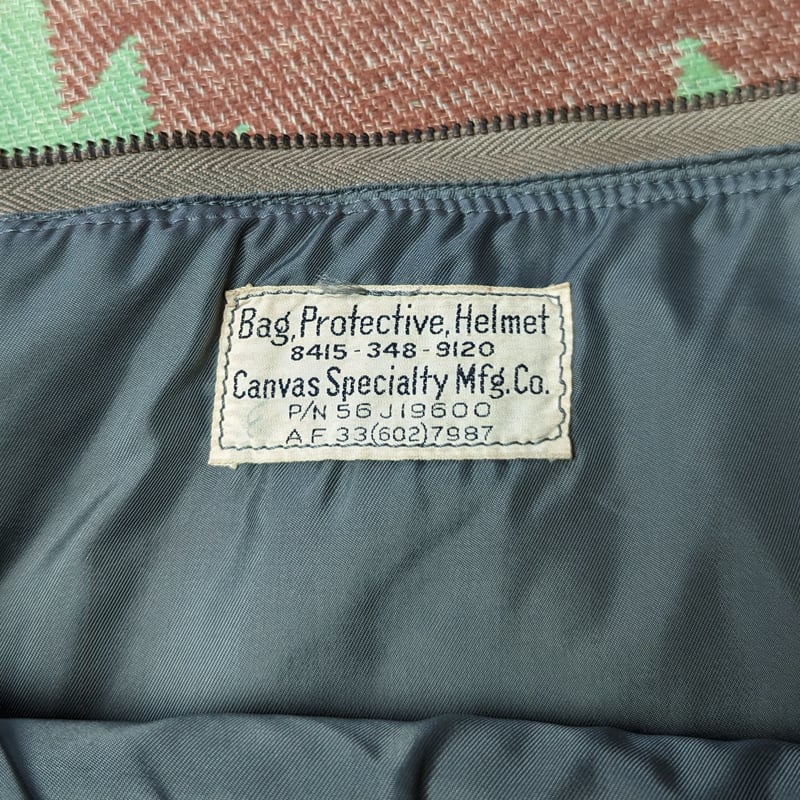 Bag, Protective, Helmet
8415-348-9120
Canvas Specialty Mfg. Co.
P/N 56J19600
AF 33(602)7987